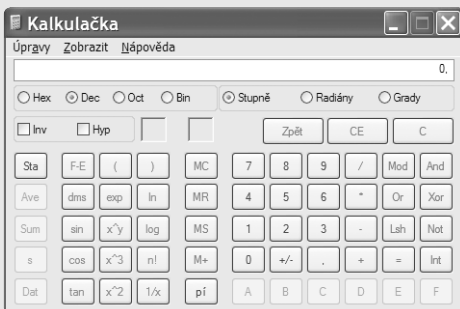 Kalkulačka
Úpravy Zobrazit Nápověda
0,
Hex Dec Oct Bin Stupně Radiány Grady
Inv Hyp Zpět CE C
Sta F-E ( ) MC 7 8 9 / Mod And
Ave dms exp ln MR 4 5 6 * Or Xor
Sum sin x^y log MS 1 2 3 - Lsh Not
s cos x^3 n! M+ 0 +/- , + = Int
Dat tan x^2 1/x pí A B C D E F